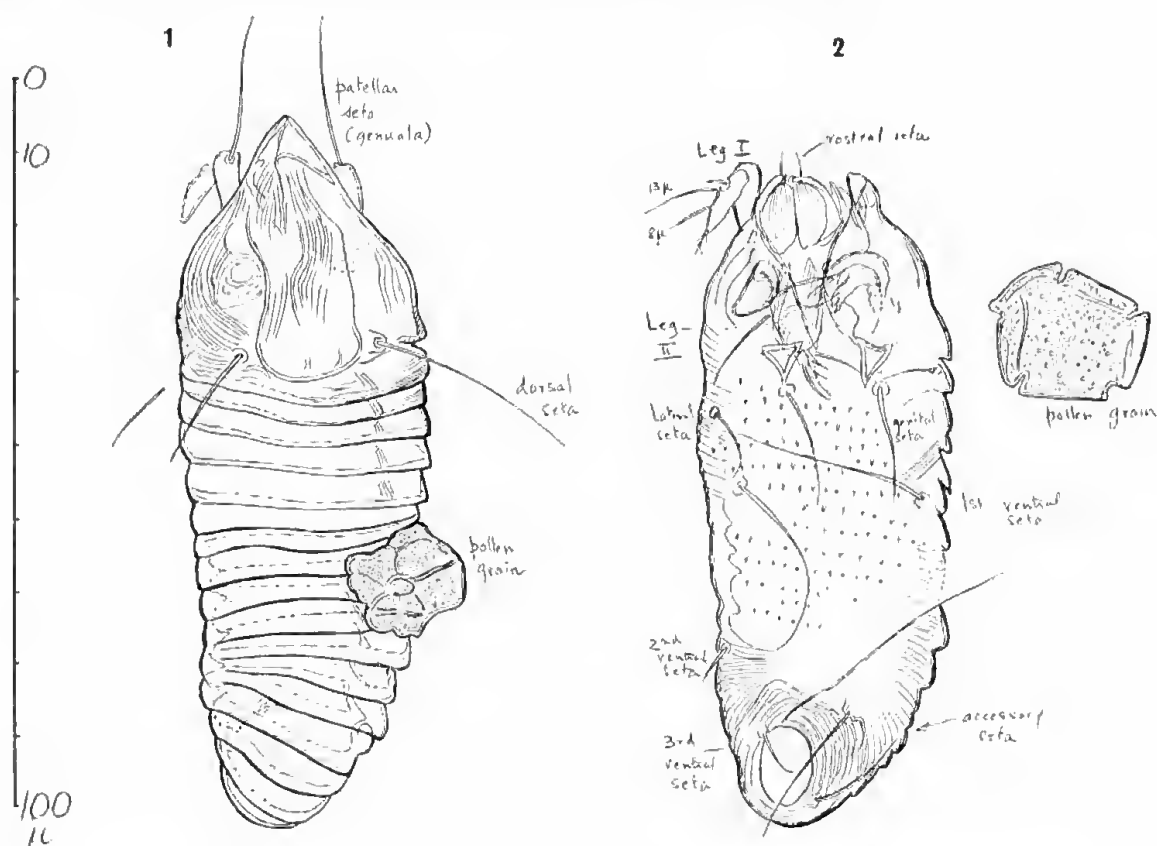 1
0
10
100
μ
patellar
seta
(genuala)
dorsal
seta
pollen
grain
2
rostral seta
Leg I
13μ
8μ
Leg
II
lateral
seta
genital
seta
1st ventral
seta
pollen grain
2nd
ventral
seta
3rd
ventral
seta
accessory
seta